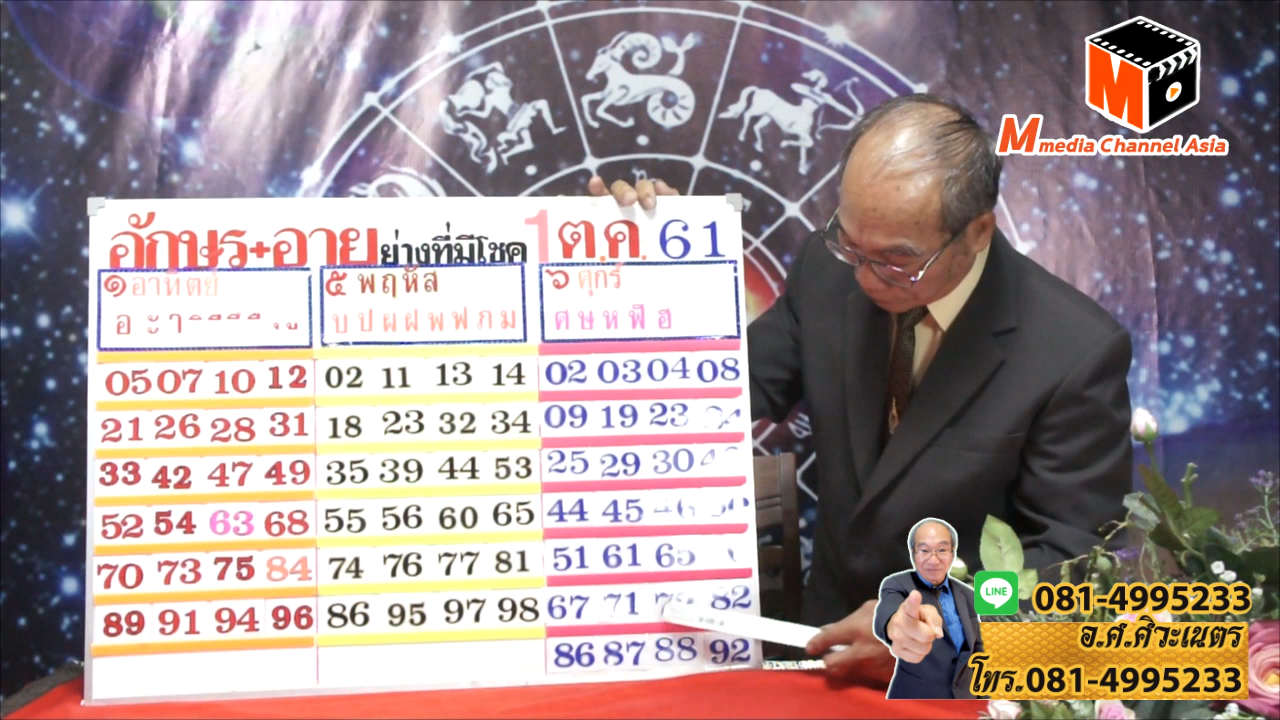 M
Mmedia Channel Asia
อักษร+อายุย่างที่มีโชค 1 ต.ค. 61
๑ อาทิตย์ ๕ พฤหัส ๖ ศุกร์
อ ะ า บ ป ผ ฝ พ ฟ ภ ม ศ ษ ห ฬ ฮ
05 07 10 12 02 11 13 14 02 03 04 08
21 26 28 31 18 23 32 34 09 19 23
33 42 47 49 35 39 44 53 25 29 30
52 54 63 68 55 56 60 65 44 45 46
70 73 75 84 74 76 77 81 51 61 65
89 91 94 96 86 95 97 98 67 71 82
86 87 88 92
LINE 081-4995233
อ.ศ.ศิวะเนตร
โทร.081-4995233